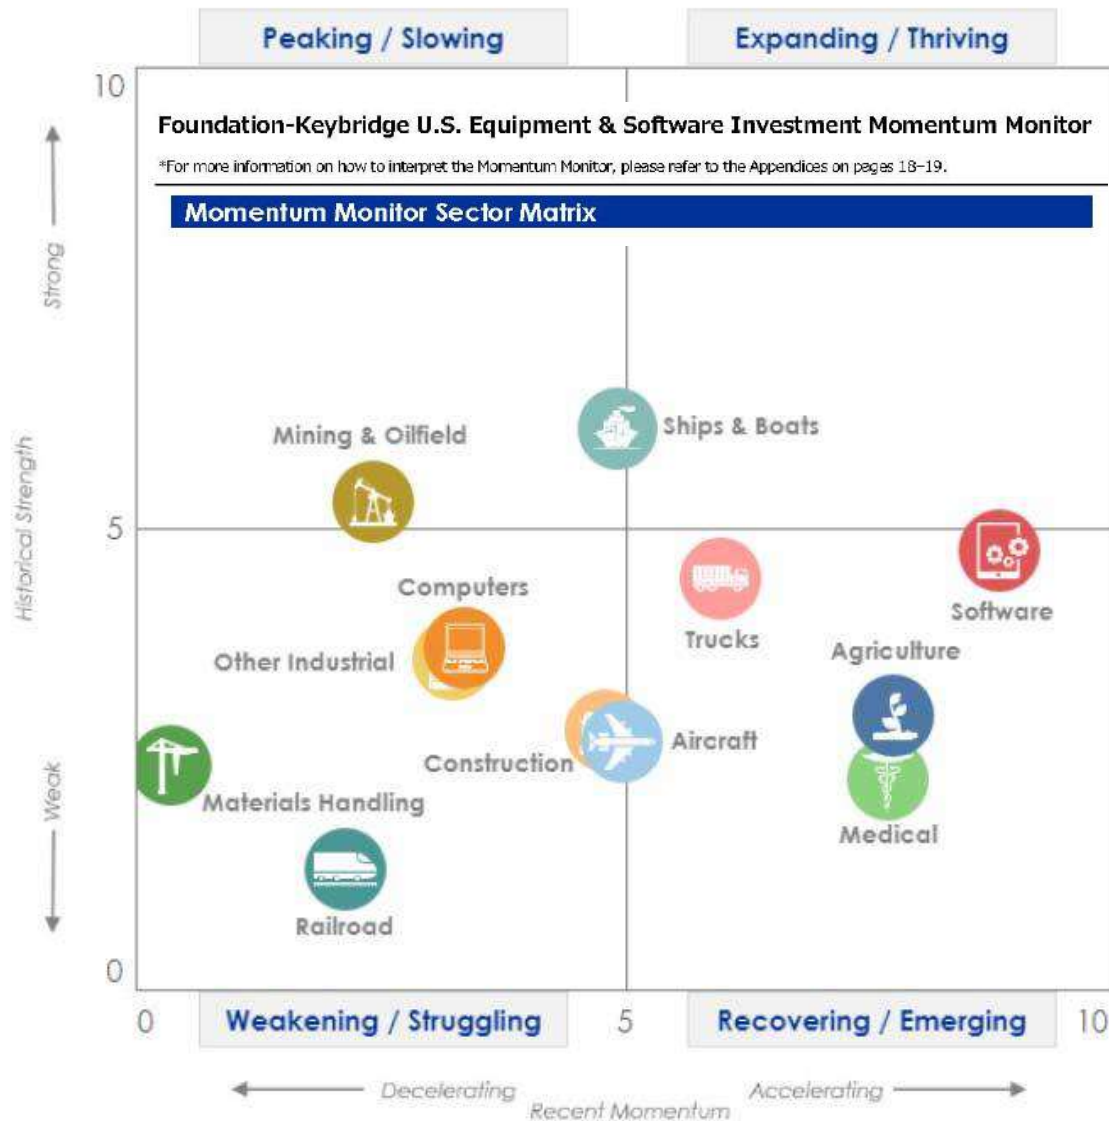 Peaking / Slowing
Expanding / Thriving
10
Foundation-Keybridge U.S. Equipment & Software Investment Momentum Monitor
*For more information on how to interpret the Momentum Monitor, please refer to the Appendices on pages 18–19.
Momentum Monitor Sector Matrix
Strong
Historical Strength
Weak
Mining & Oilfield
Ships & Boats
5
Computers
Trucks
Software
Other Industrial
Agriculture
Construction
Aircraft
Materials Handling
Medical
Railroad
0
0
Weakening / Struggling
5
Recovering / Emerging
10
Decelerating
Accelerating
Recent Momentum